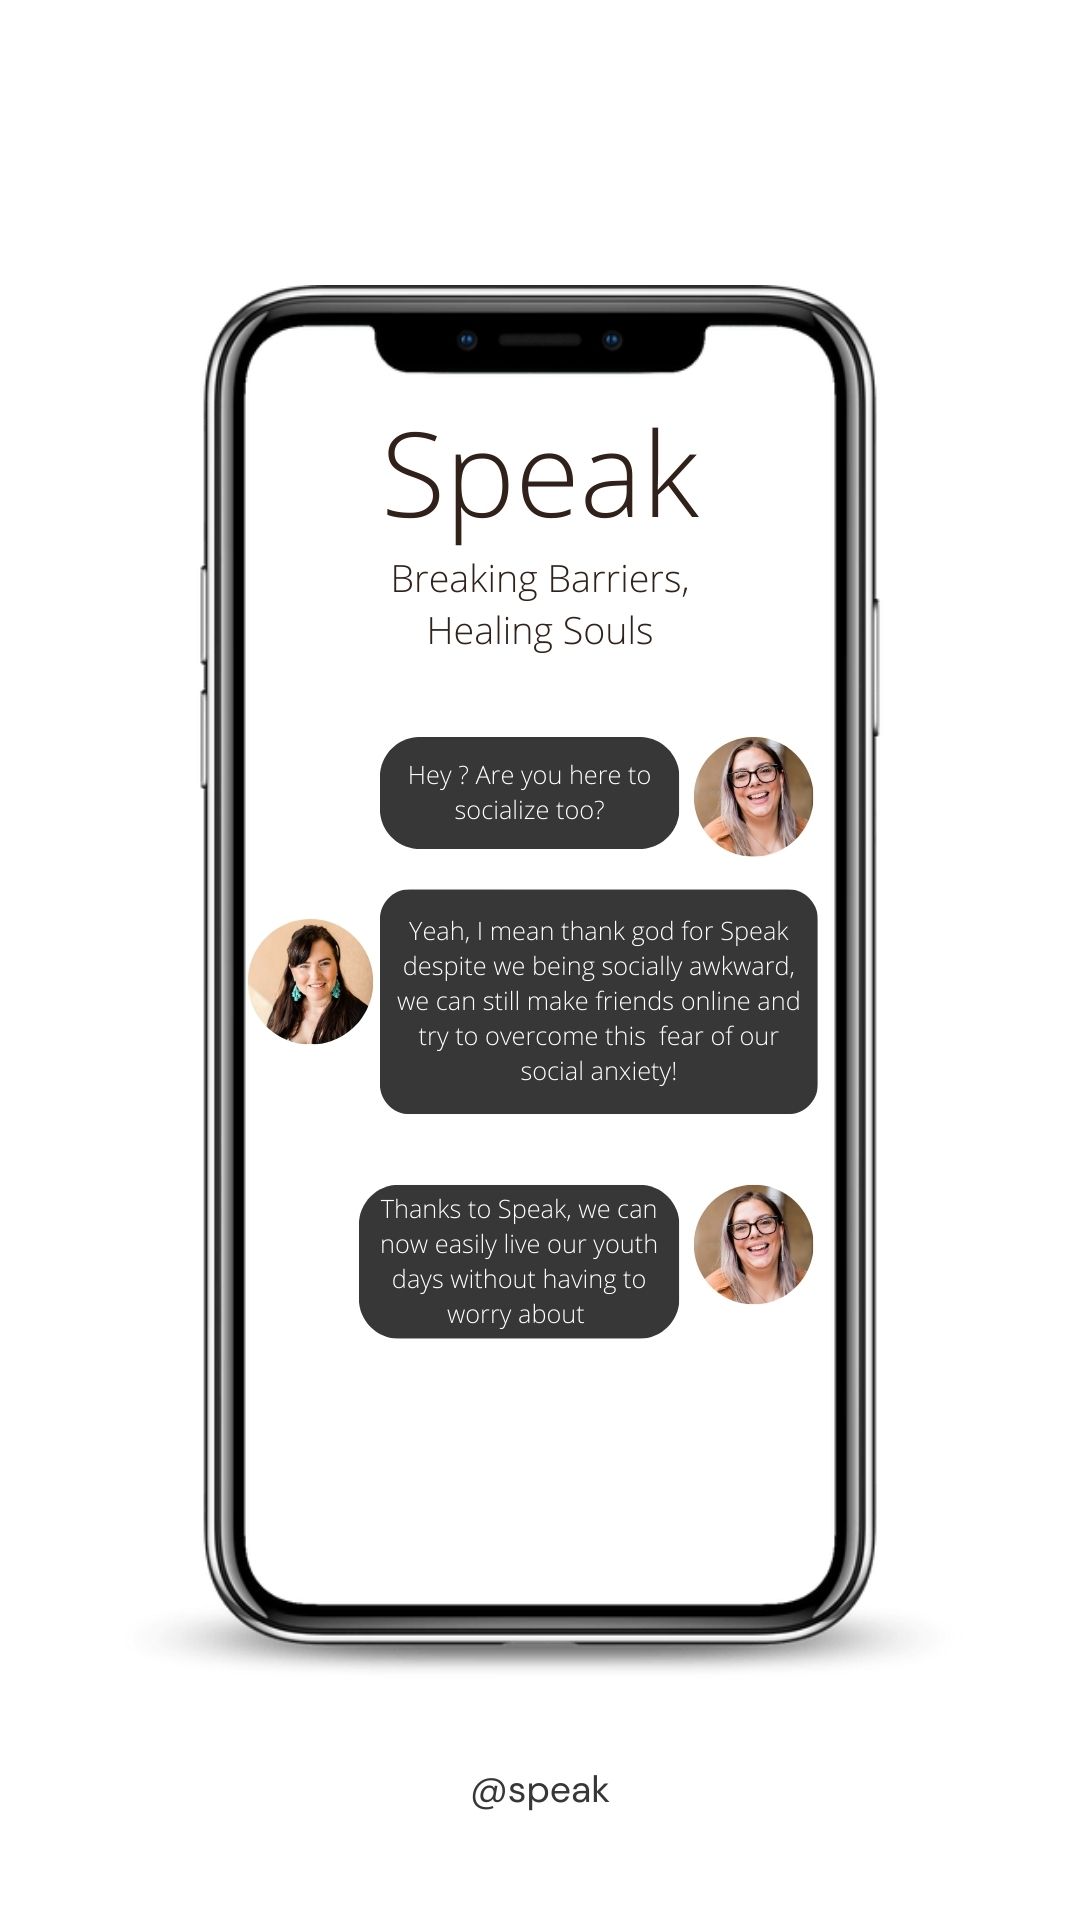 Speak
Breaking Barriers,
Healing Souls
Hey ? Are you here to
socialize too?
Yeah, I mean thank god for Speak
despite we being socially awkward,
we can still make friends online and
try to overcome this  fear of our
social anxiety!
Thanks to Speak, we can
now easily live our youth
days without having to
worry about
@speak